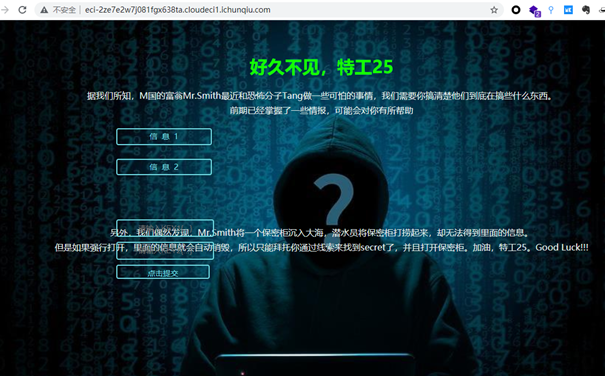 不安全
eci-2ze7e2w7j081fgx638ta.cloudeci1.ichunqiu.com
好久不见，特工25
据我们所知，M国的富翁Mr.Smith最近和恐怖分子Tang做一些可怕的事情，我们需要你搞清楚他们到底在搞些什么东西。
前期已经掌握了一些情报，可能会对你有所帮助
信 息 1
信 息 2
?
另外，我们偶然发现，Mr.Smith将一个保密柜沉入大海，潜水员将保密柜打捞起来，却无法得到里面的信息。
但是如果强行打开，里面的信息就会自动销毁，所以只能拜托你通过线索来找到secret了，并且打开保密柜。加油，特工25。Good Luck!!!
点击提交